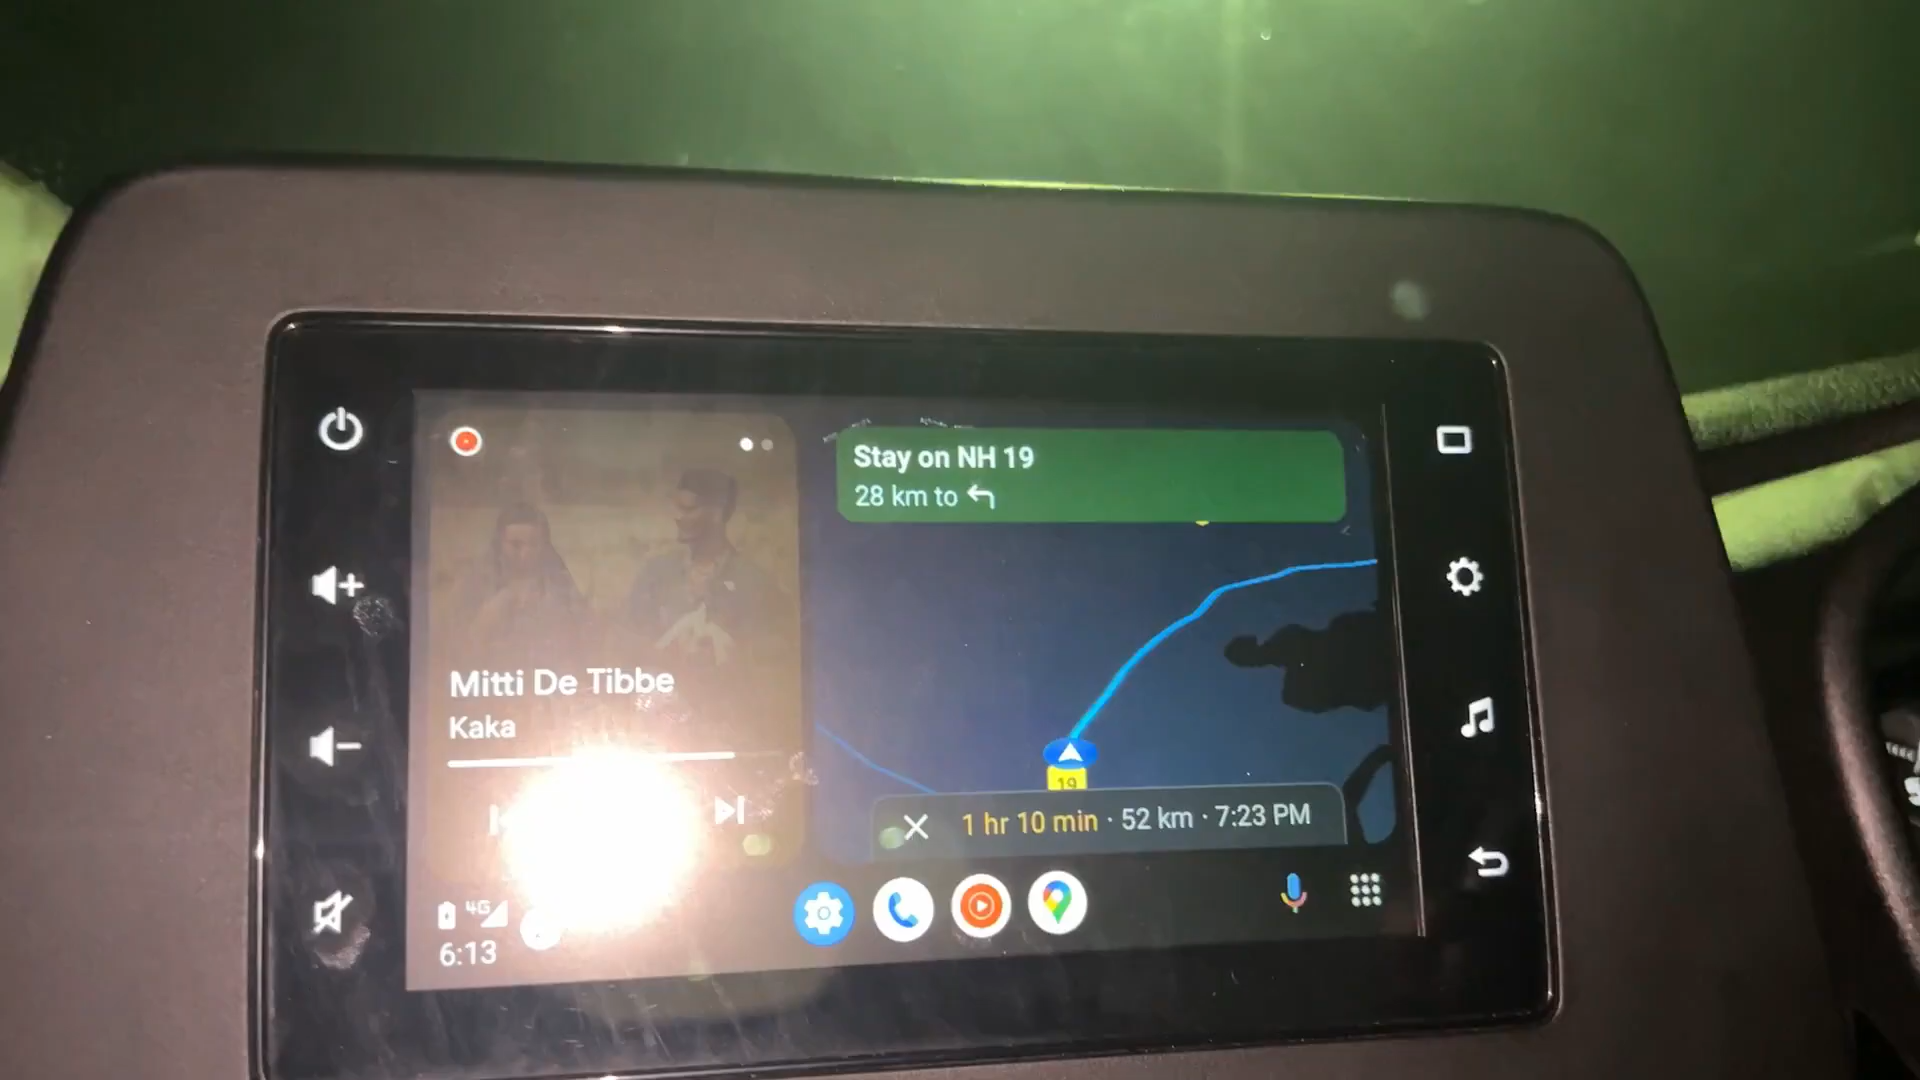 Stay on NH 19
28 km to
Mitti De Tibbe
Kaka
19
1 hr 10 min · 52 km · 7:23 PM
4G
6:13